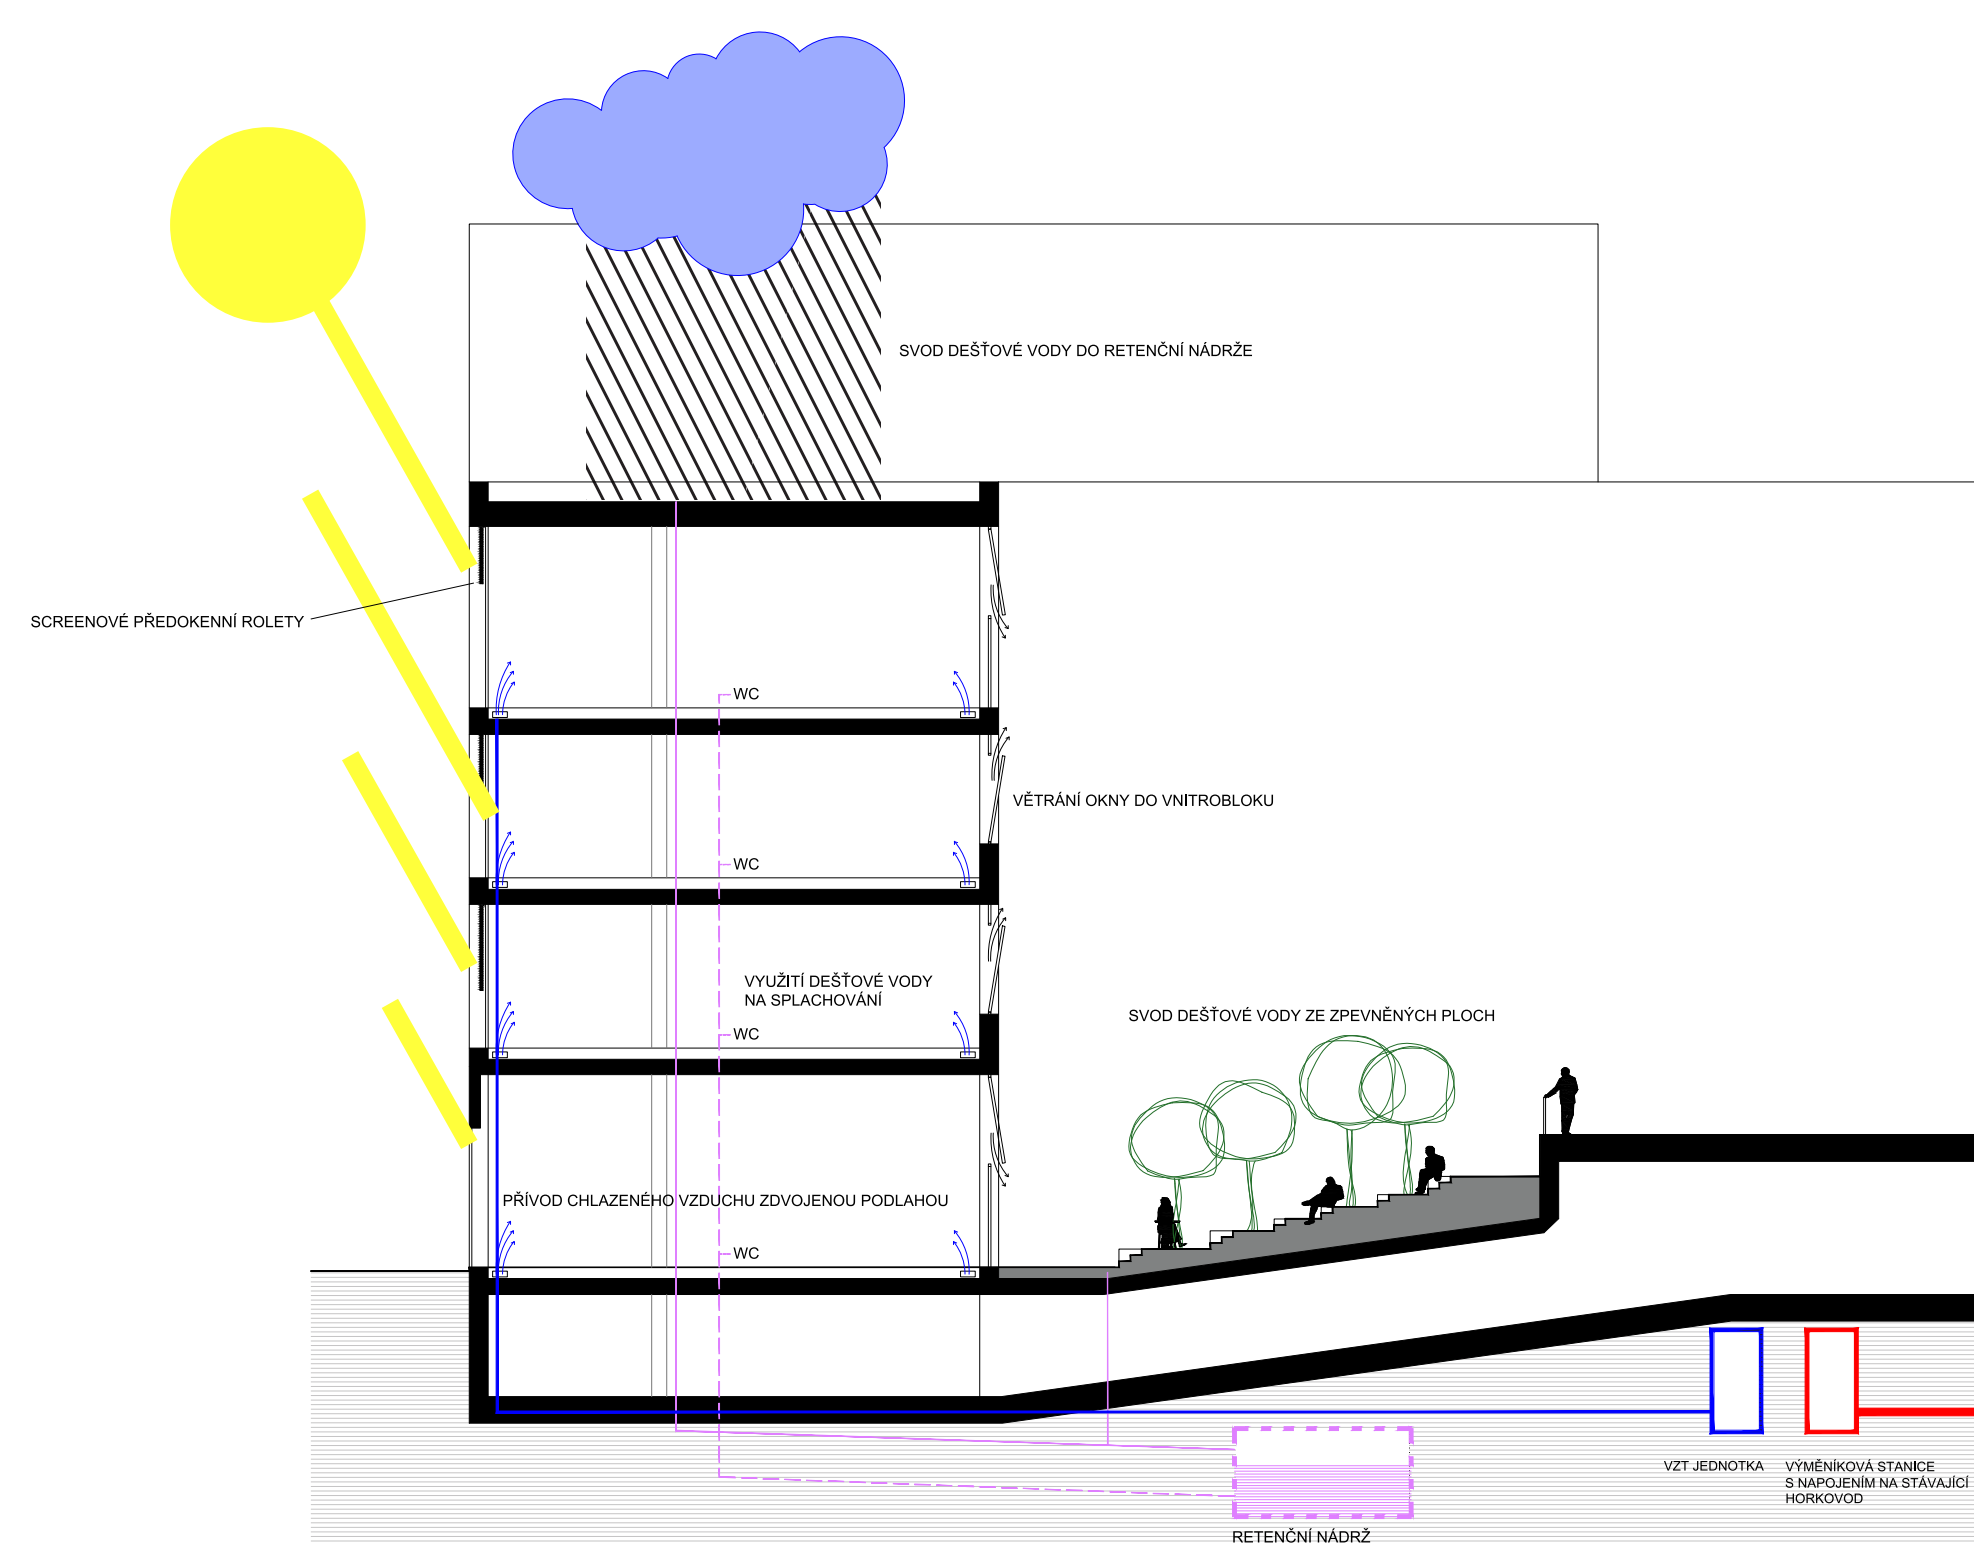 SVOD DEŠŤOVÉ VODY DO RETENČNÍ NÁDRŽE
SCREENOVÉ PŘEDOKENNÍ ROLETY
WC
VĚTRÁNÍ OKNY DO VNITROBLOKU
WC
VYUŽITÍ DEŠŤOVÉ VODY
NA SPLACHOVÁNÍ
SVOD DEŠŤOVÉ VODY ZE ZPEVNĚNÝCH PLOCH
WC
PŘÍVOD CHLAZENÉHO VZDUCHU ZDVOJENOU PODLAHOU
WC
VZT JEDNOTKA
VÝMĚNÍKOVÁ STANICE
S NAPOJENÍM NA STÁVAJÍCÍ
HORKOVOD
RETENČNÍ NÁDRŽ